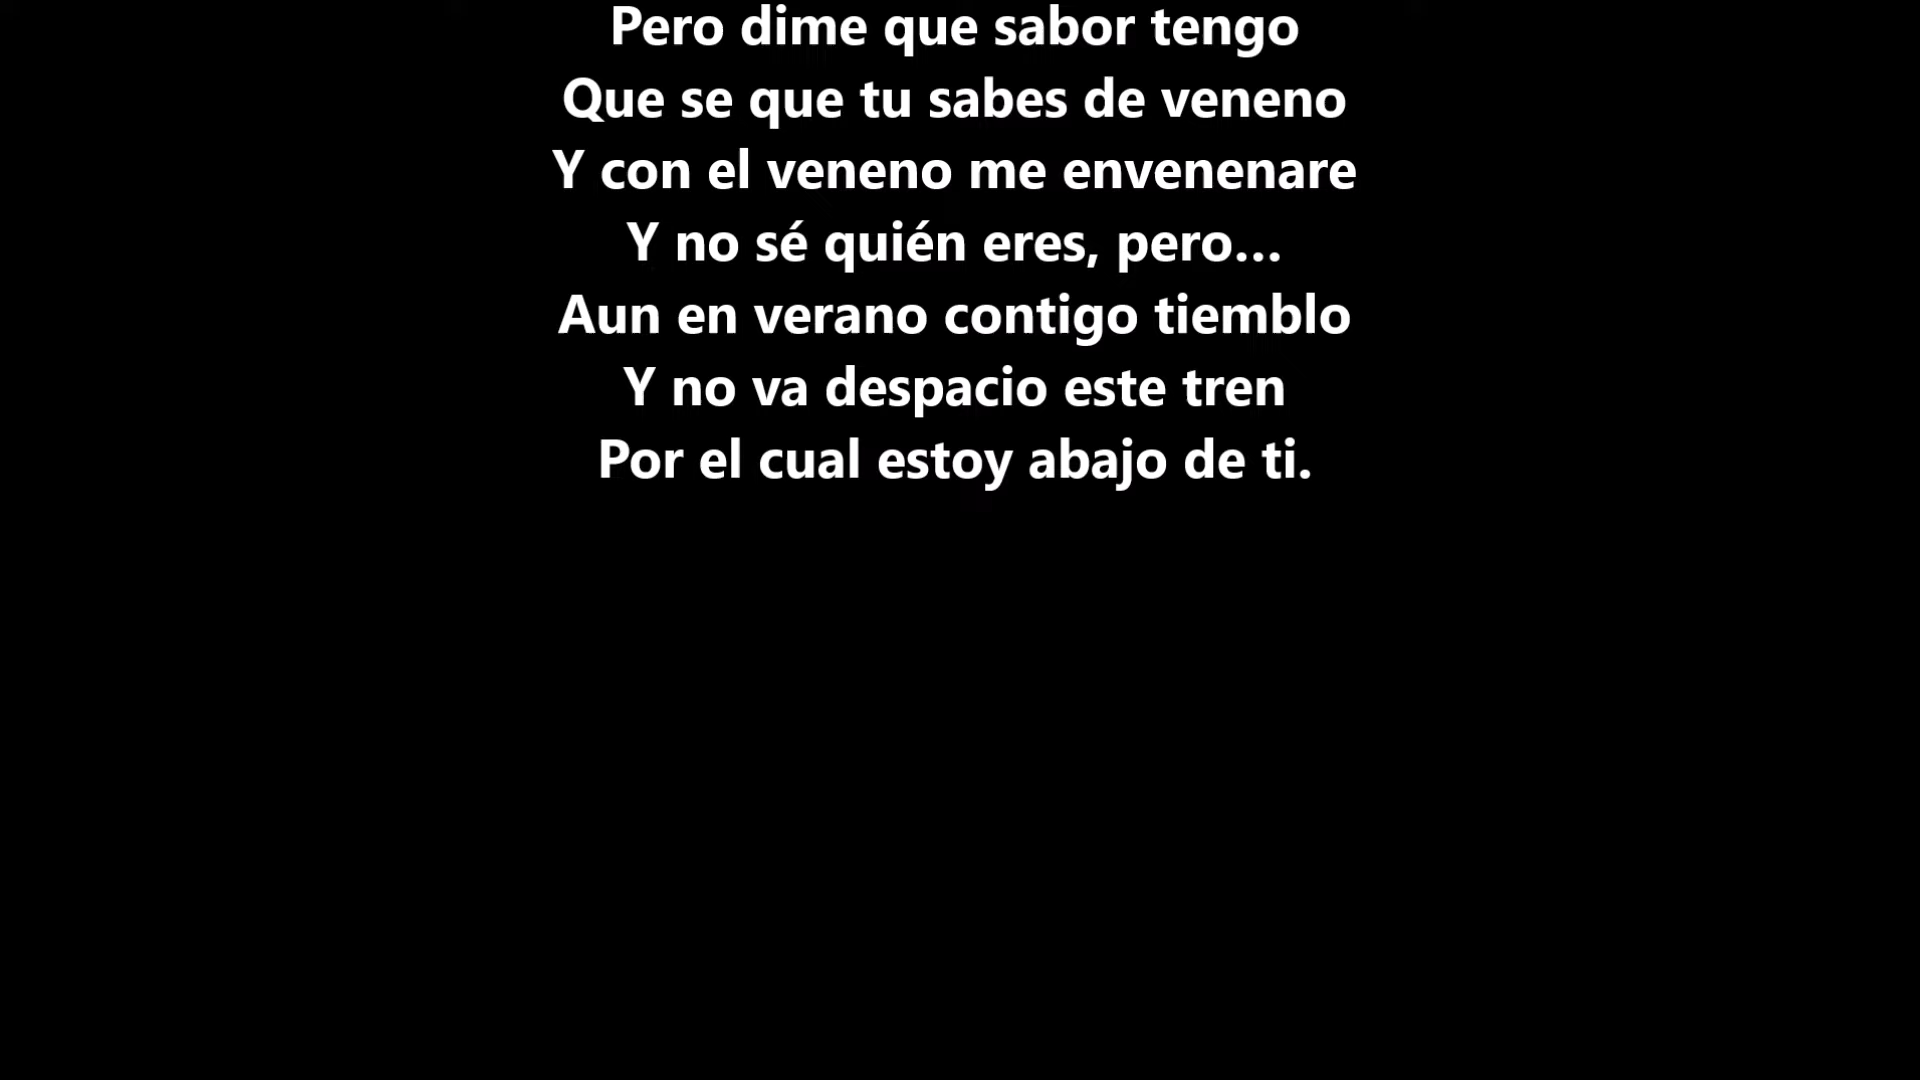 Pero dime que sabor tengo
Que se que tu sabes de veneno
Y con el veneno me envenenare
Y no sé quién eres, pero...
Aun en verano contigo tiemblo
Y no va despacio este tren
Por el cual estoy abajo de ti.